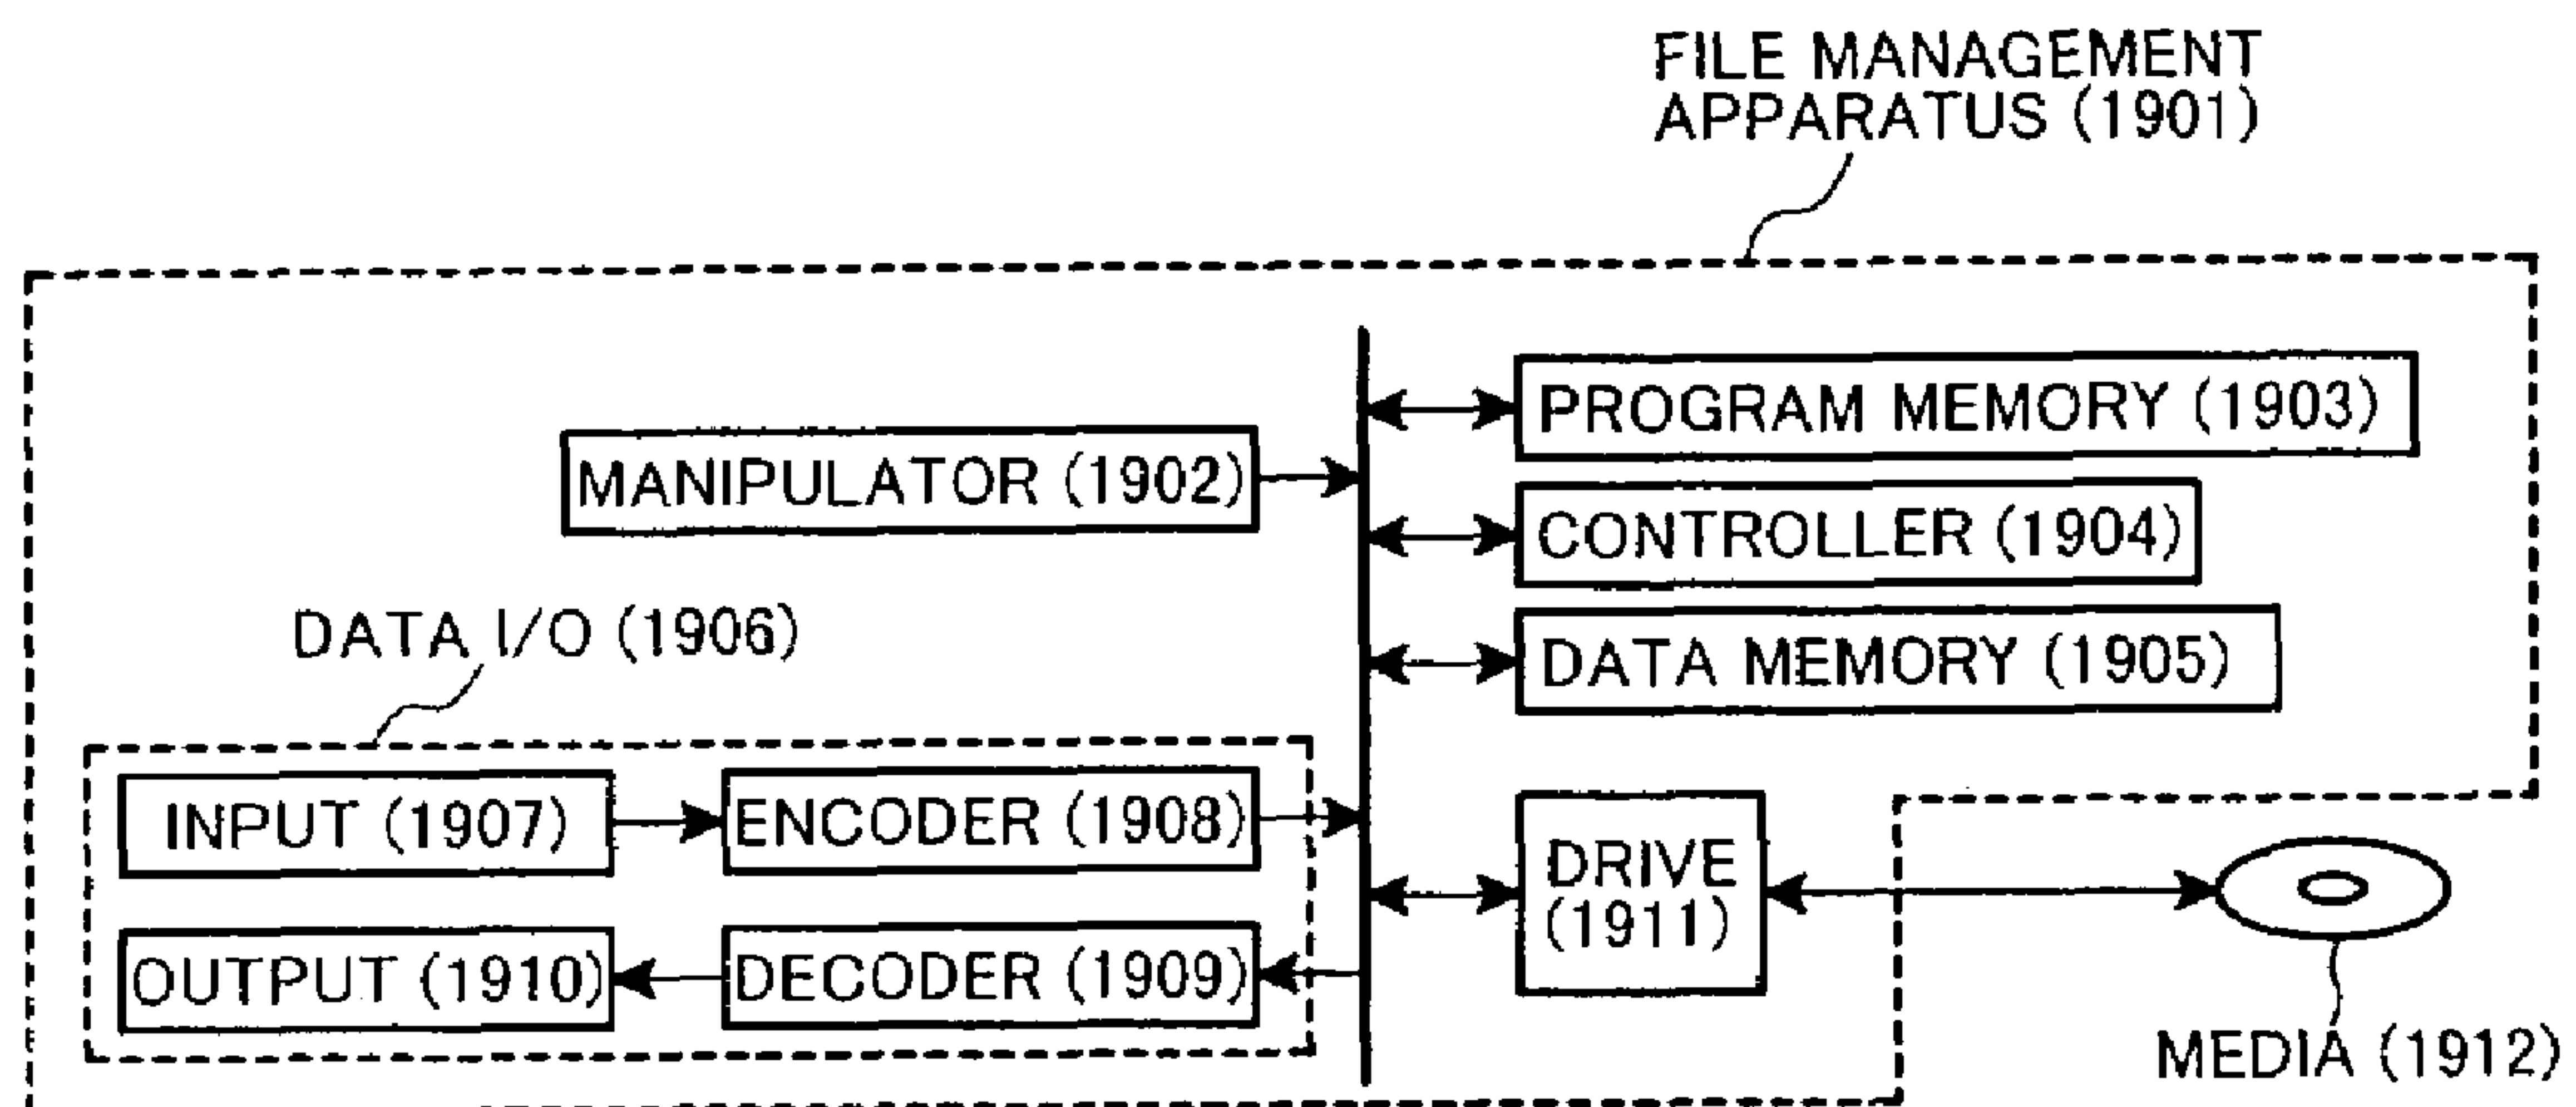 FILE MANAGEMENT
APPARATUS (1901)
PROGRAM MEMORY (1903)
MANIPULATOR (1902)
CONTROLLER (1904)
DATA I/O (1906)
DATA MEMORY (1905)
INPUT (1907)
ENCODER (1908)
DRIVE
(1911)
OUTPUT (1910)
DECODER (1909)
MEDIA (1912)